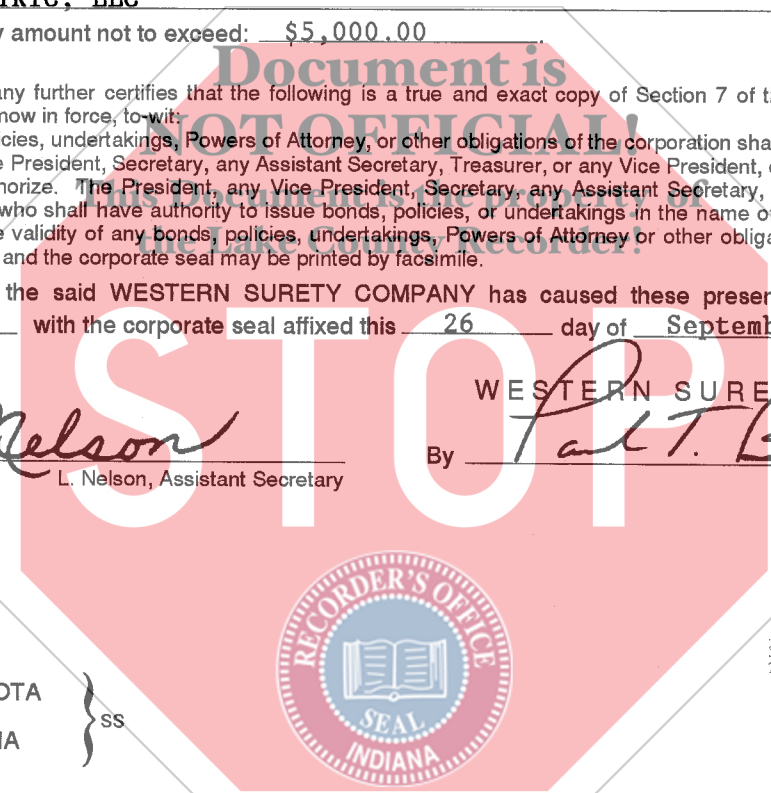 TRIC, LLC
y amount not to exceed: $5,000.00.
Document is
any further certifies that the following is a true and exact copy of Section 7 of t
now in force, to-wit:
NOT OFFICIAL!
cies, undertakings, Powers of Attorney, or other obligations of the corporation sha
e President, Secretary, any Assistant Secretary, Treasurer, or any Vice President,
horize. The President, any Vice President, Secretary, any Assistant Secretary,
This Document is the property of
who shall have authority to issue bonds, policies, or undertakings in the name o
e validity of any bonds, policies, undertakings, Powers of Attorney or other obliga
the Lake County Recorder!
and the corporate seal may be printed by facsimile.
the said WESTERN SURETY COMPANY has caused these presen
with the corporate seal affixed this 26 day of Septemb
STOP
WESTERN SURE
Nelson
By Paul T. B
L. Nelson, Assistant Secretary
RECORDER'S OFFICE
SEAL
INDIANA
OTA
SS
IA